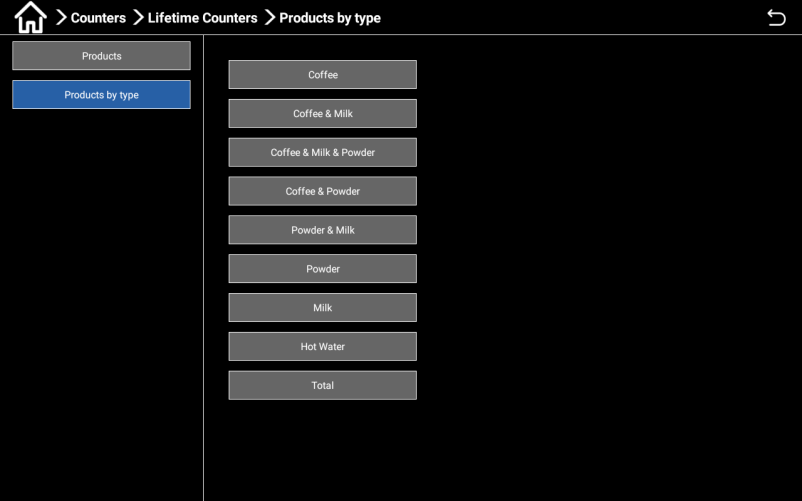 Counters Lifetime Counters Products by type
Products
Products by type
Coffee
Coffee & Milk
Coffee & Milk & Powder
Coffee & Powder
Powder & Milk
Powder
Milk
Hot Water
Total